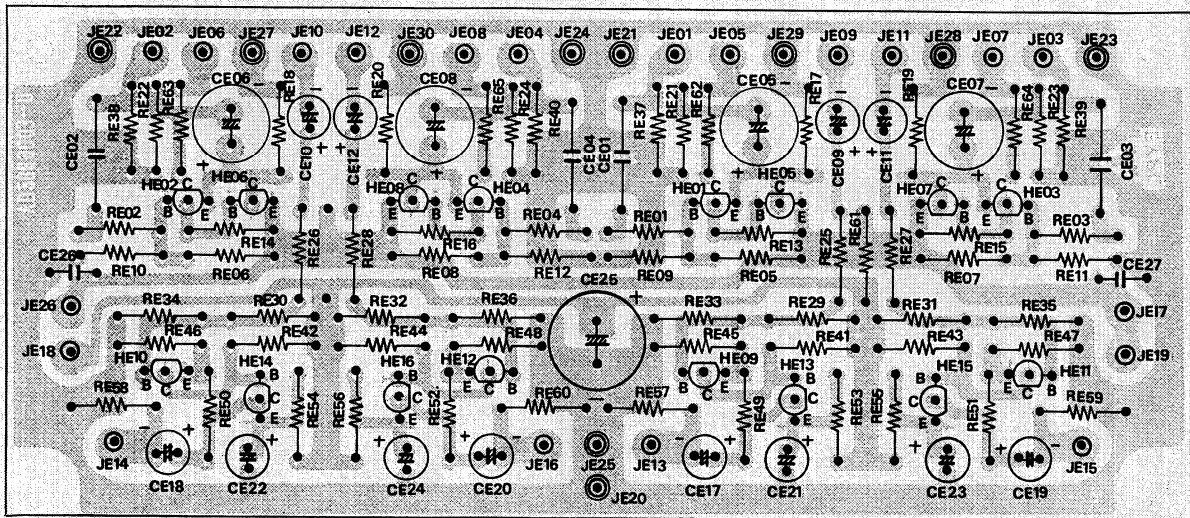 JE22 JE02 JE06 JE27 JE10 JE12 JE30 JE08 JE04 JE24 JE21 JE01 JE05 JE29 JE09 JE11 JE28 JE07 JE03 JE23
CE06 CE08 CE05 CE07
RE38 RE22 RE63 RE18 RE20 RE65 RE24 RE40 RE37 RE21 RE62 RE17 RE19 RE64 RE23 RE39
CE02 CE10 CE12 CE04 CE01 CE09 CE11 CE03
HE02 HE06 HE08 HE04 HE01 HE05 HE07 HE03
C C C C C C C C
B E B E E B E B B E B E E B E B
RE02 RE14 RE16 RE04 RE01 RE13 RE15 RE03
RE26 RE28 RE25 RE61 RE27
CE26 RE10 RE06 RE08 RE12 RE09 RE05 RE07 RE11 CE27
CE25
JE26 RE34 RE30 RE32 RE36 RE33 RE29 RE31 RE35 JE17
JE18 RE46 RE42 RE44 RE48 RE45 RE41 RE43 RE47 JE19
HE10 HE14 HE16 HE12 HE09 HE13 HE15 HE11
B C E B C E B C E E C B B C E B C E B C E E C B
RE58 RE50 RE54 RE56 RE52 RE60 RE57 RE49 RE53 RE55 RE51 RE59
JE14 JE16 JE25 JE13 JE15
CE18 CE22 CE24 CE20 JE20 CE17 CE21 CE23 CE19